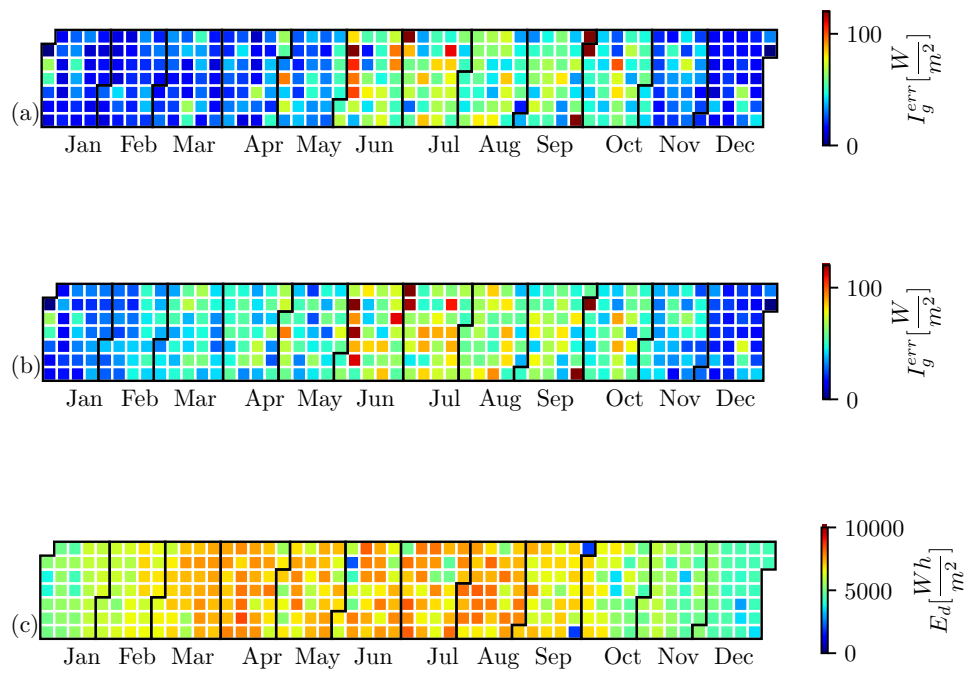 100
0
I_g^{err} [W/m^2]
(a)
Jan Feb Mar Apr May Jun Jul Aug Sep Oct Nov Dec
100
0
I_g^{err} [W/m^2]
(b)
Jan Feb Mar Apr May Jun Jul Aug Sep Oct Nov Dec
10000
5000
0
E_d [Wh/m^2]
(c)
Jan Feb Mar Apr May Jun Jul Aug Sep Oct Nov Dec